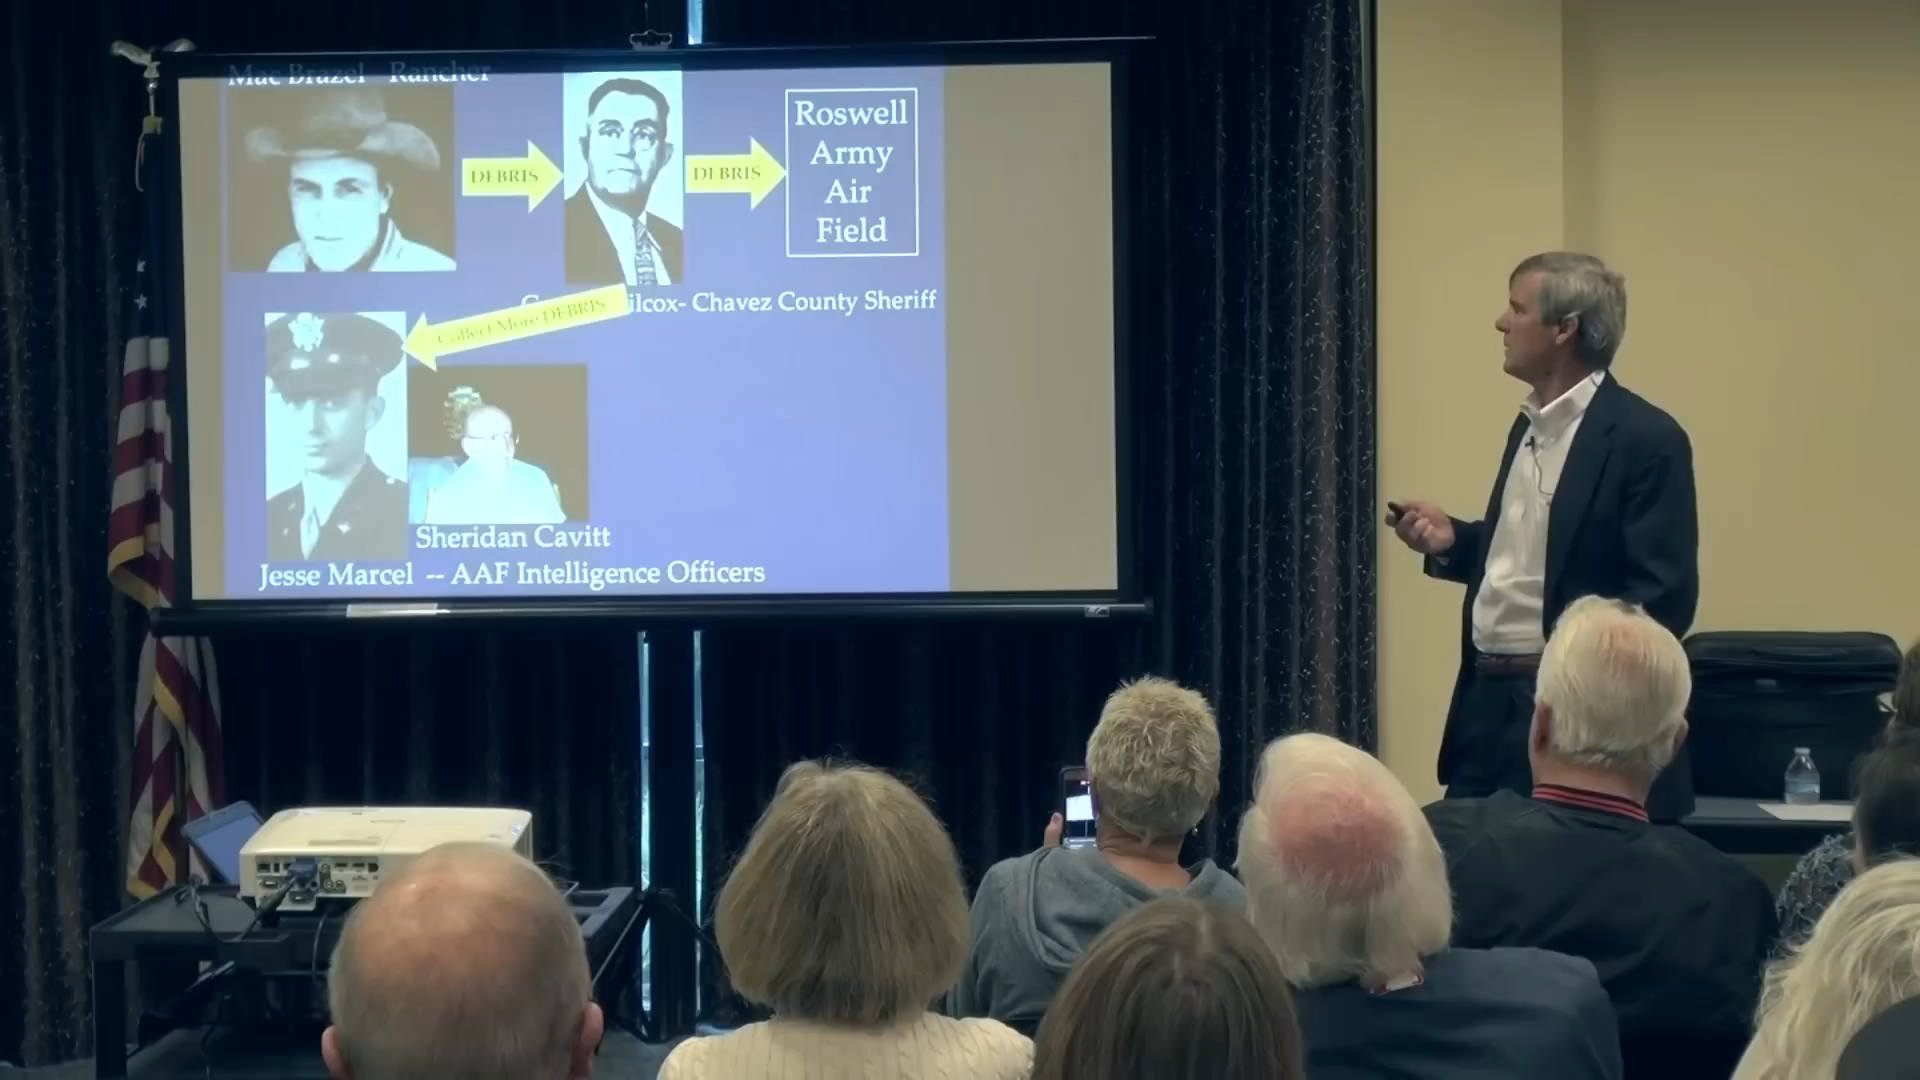 Mac Brazel Rancher
DEBRIS
DEBRIS
Roswell
Army
Air
Field
ilcox- Chavez County Sheriff
Collect More DEBRIS
Sheridan Cavitt
Jesse Marcel -- AAF Intelligence Officers